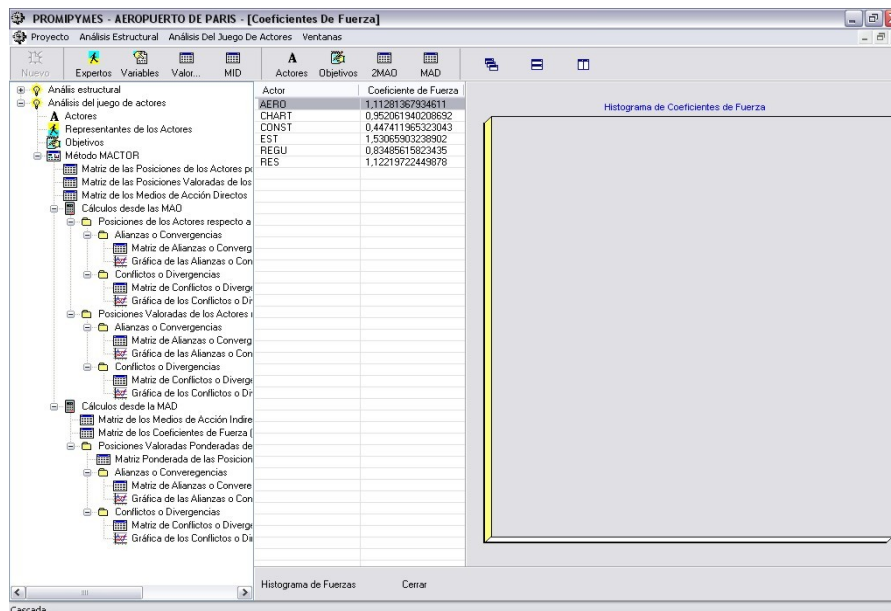 PROMIPYMES - AEROPUERTO DE PARIS - [Coeficientes De Fuerza]
Proyecto Análisis Estructural Análisis Del Juego De Actores Ventanas
Nuevo Expertos Variables Valor... MID Actores Objetivos 2MAO MAD
Anális estructural
Análisis del juego de actores
Actores
Representantes de los Actores
Objetivos
Método MACTOR
Matriz de las Posiciones de los Actores po
Matriz de las Posiciones Valoradas de los
Matriz de los Medios de Acción Directos
Cálculos desde las MAO
Posiciones de los Actores respecto a
Alianzas o Convergencias
Matriz de Alianzas o Converg
Gráfica de las Alianzas o Con
Conflictos o Divergencias
Matriz de Conflictos o Diverge
Gráfica de los Conflictos o Di
Posiciones Valoradas de los Actores
Alianzas o Convergencias
Matriz de Alianzas o Converg
Gráfica de las Alianzas o Con
Conflictos o Divergencias
Matriz de Conflictos o Diverge
Gráfica de los Conflictos o Di
Cálculos desde la MAD
Matriz de los Medios de Acción Indire
Matriz de los Coeficientes de Fuerza (
Posiciones Valoradas Ponderadas de
Matriz Ponderada de las Posicion
Alianzas o Converegencias
Matriz de Alianzas o Convere
Gráfica de las Alianzas o Con
Conflictos o Divergencias
Matriz de Conflictos o Diverge
Gráfica de los Conflictos o Di
Actor Coeficiente de Fuerza
AERO 1,11281367934611
CHART 0,952061940208692
CONST 0,447411965323043
EST 1,53065903238902
REGU 0,83485615823435
RES 1,12219722449878
Histograma de Fuerzas Cerrar
Histograma de Coeficientes de Fuerza
Cascada